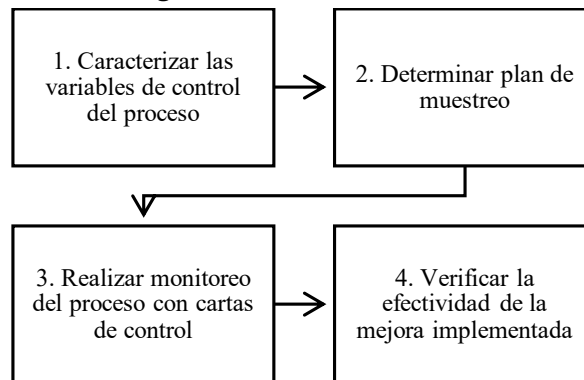 1. Caracterizar las
variables de control
del proceso
2. Determinar plan de
muestreo
3. Realizar monitoreo
del proceso con cartas
de control
4. Verificar la
efectividad de la
mejora implementada